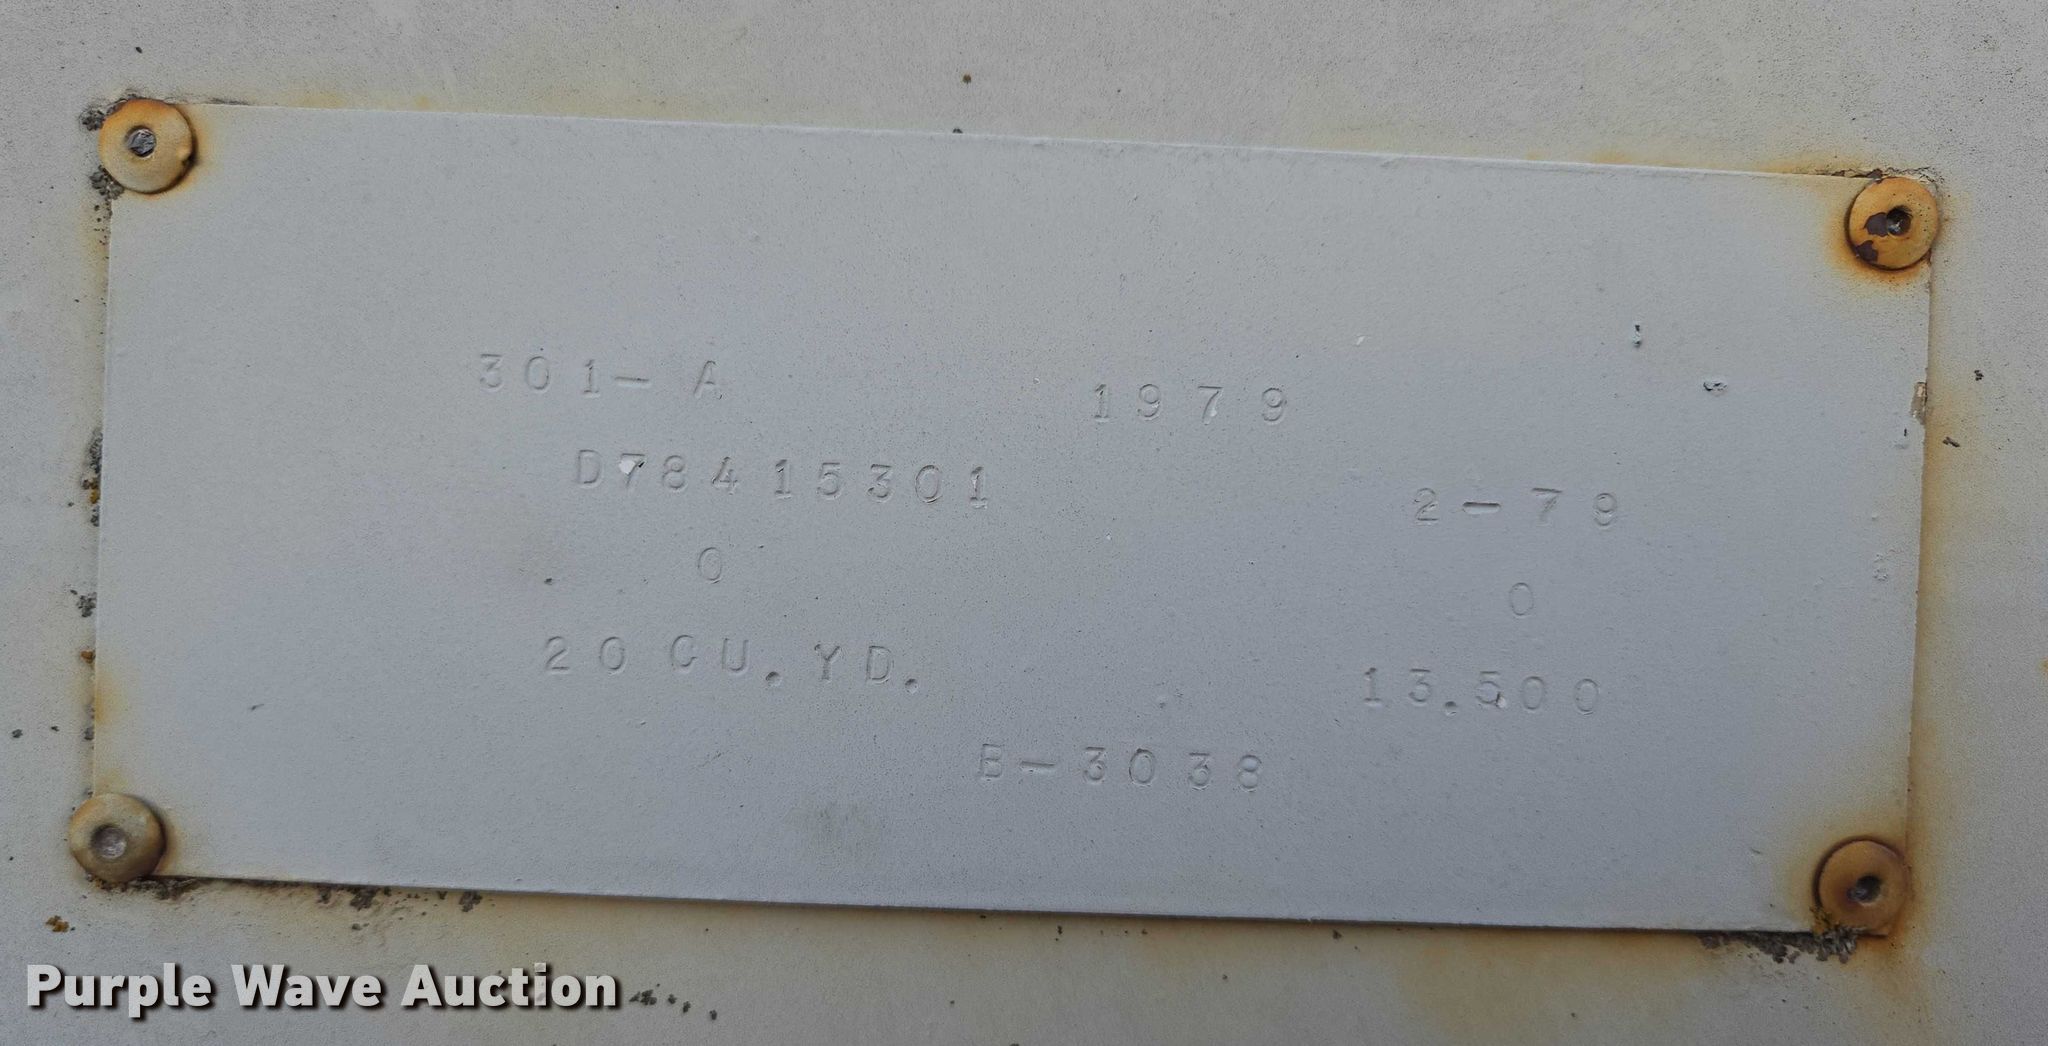 301-A 1979
D78415301 2-79
0 0
20 CU.YD. 13.500
B-3038
Purple Wave Auction